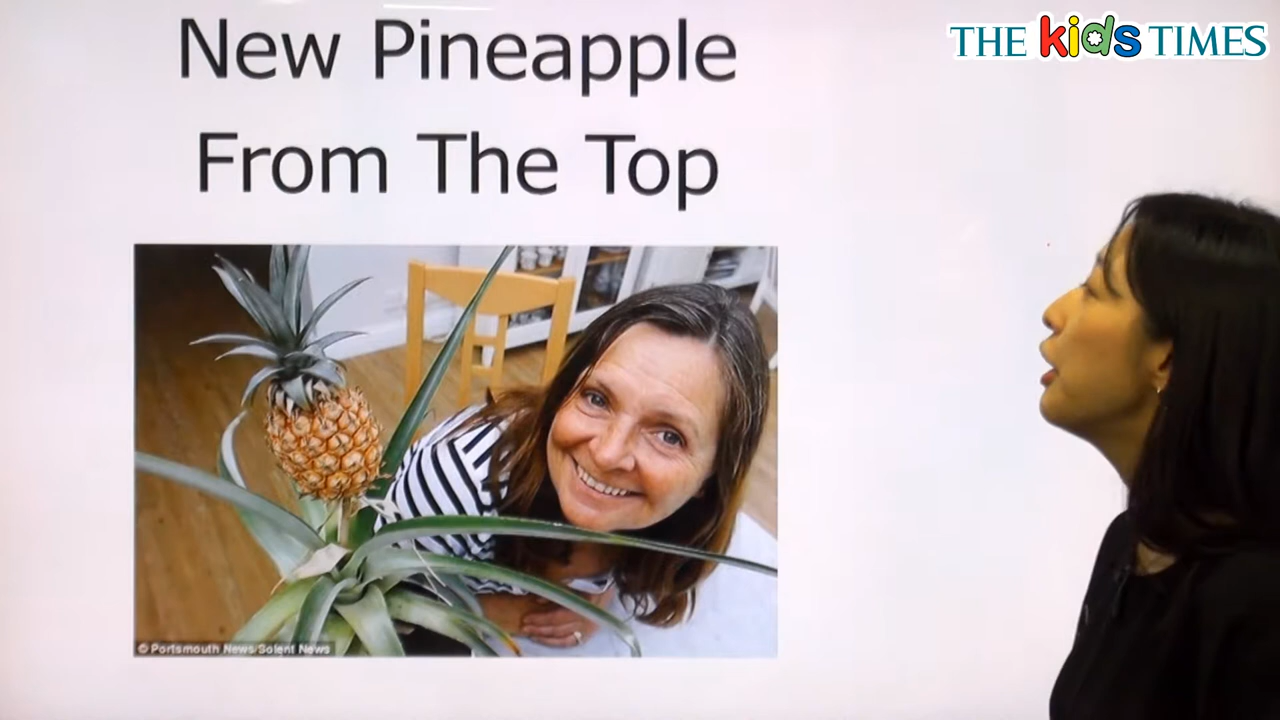 New Pineapple
From The Top
THE kids TIMES
© Portsmouth News/Solent News